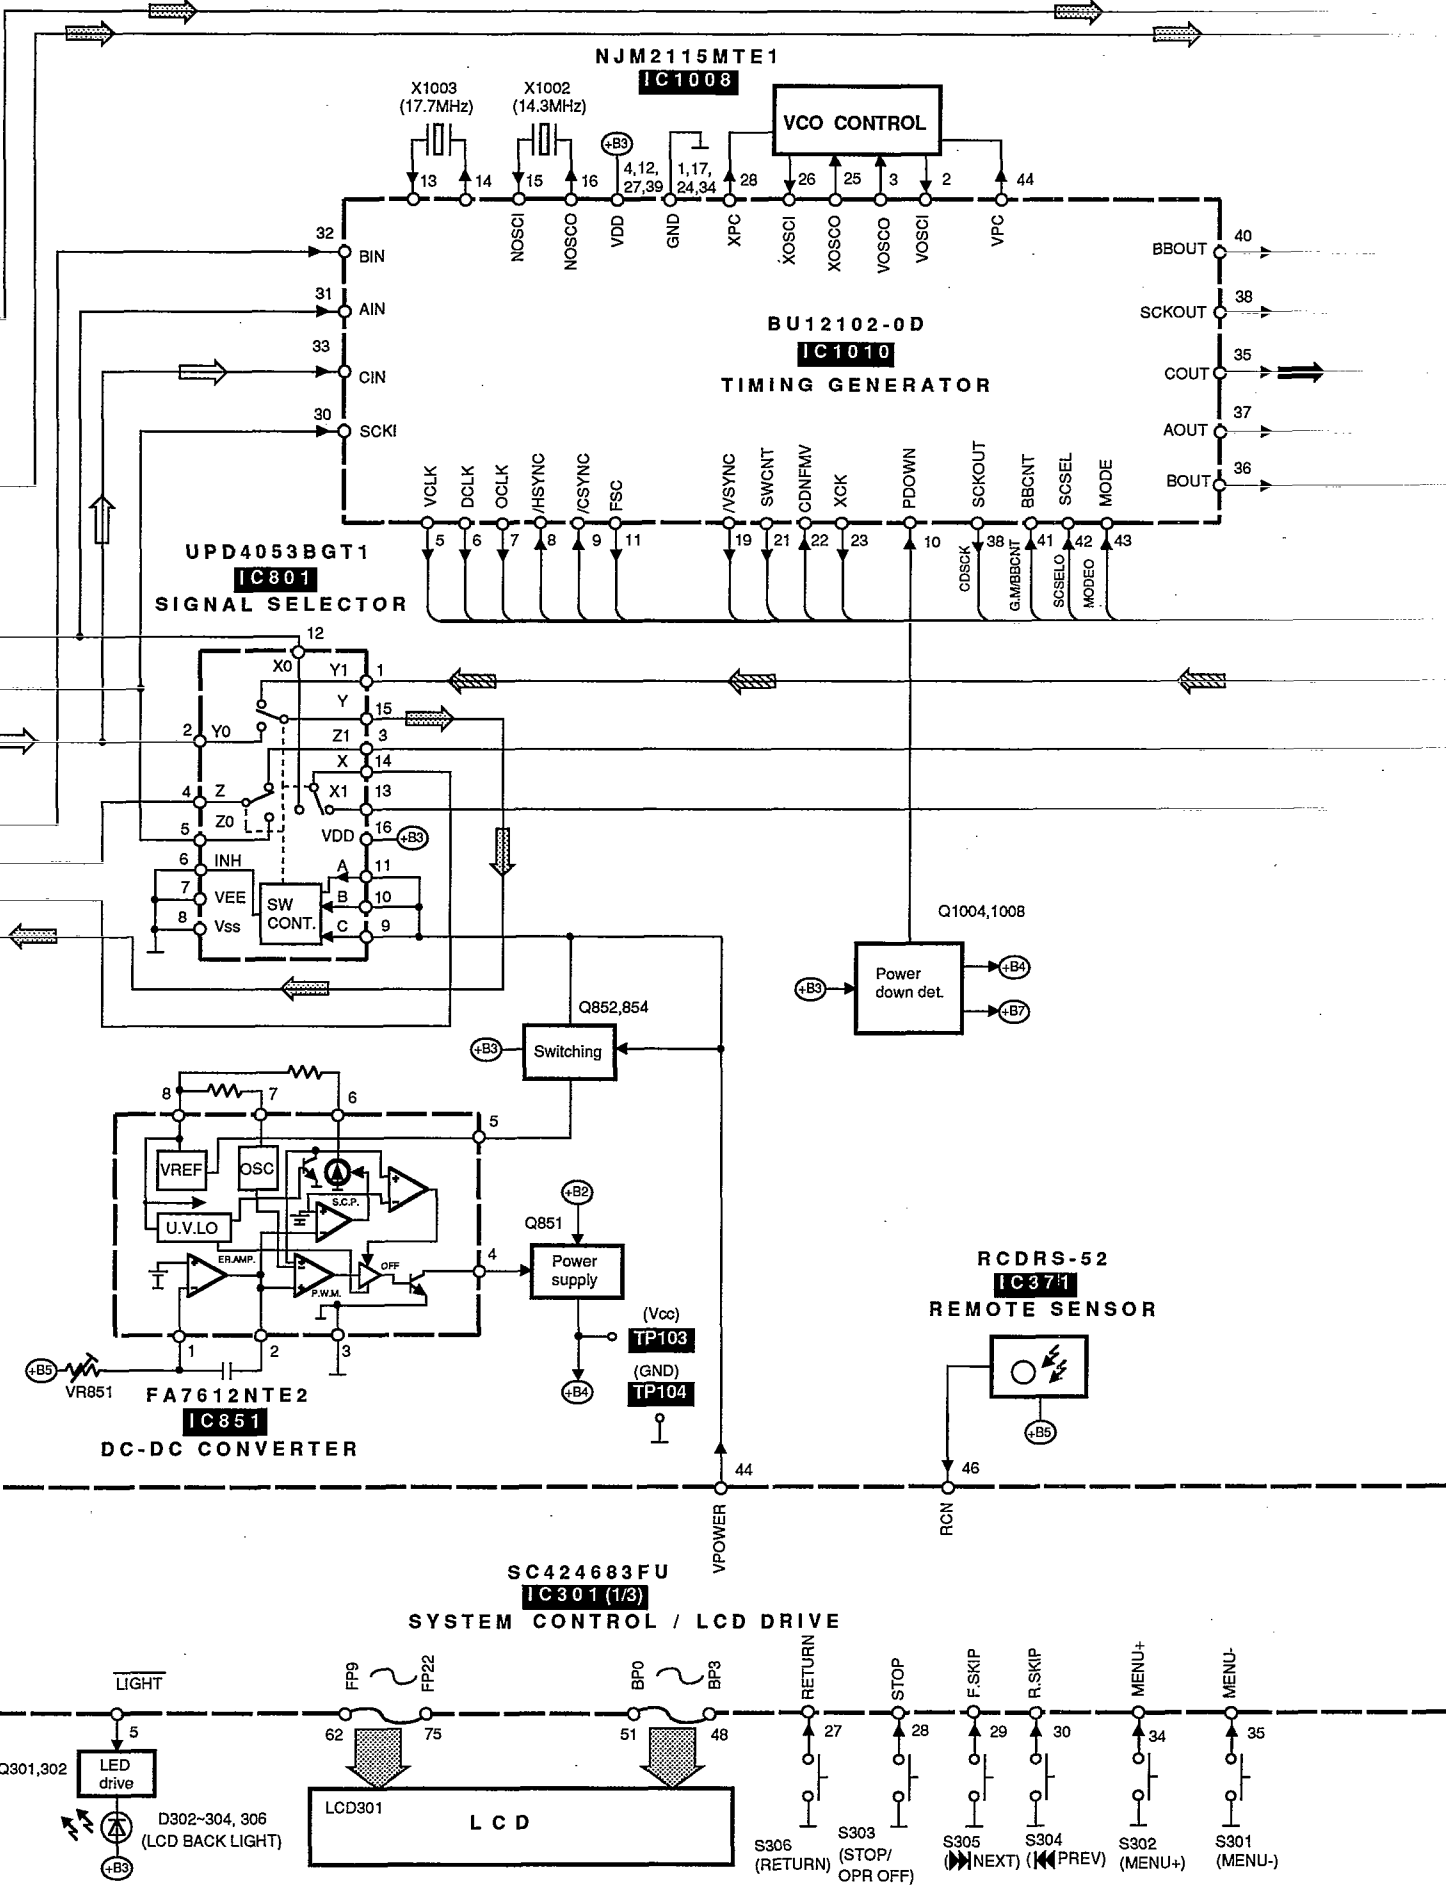 NJM2115MTE1
IC1008
X1003
(17.7MHz)
X1002
(14.3MHz)
VCO CONTROL
+B3
4,12,
27,39
1,17,
24,34
13
14
15
16
28
26
25
3
2
44
NOSCI
NOSCO
VDD
GND
XPC
XOSCI
XOSCO
VOSCO
VOSCI
VPC
32
BIN
31
AIN
33
CIN
30
SCKI
BU12102-0D
IC1010
TIMING GENERATOR
BBOUT
40
SCKOUT
38
COUT
35
AOUT
37
BOUT
36
VCLK
DCLK
OCLK
/HSYNC
/CSYNC
FSC
/VSYNC
SWCNT
CDNFMV
XCK
PDOWN
SCKOUT
BBCNT
SCSEL
MODE
5
6
7
8
9
11
19
21
22
23
10
38
41
42
43
CDSCK
G.M/BBCNT
SCSELO
MODEO
UPD4053BGT1
IC801
SIGNAL SELECTOR
12
X0
Y1
1
Y
15
2
Y0
Z1
3
X
14
4
Z
X1
13
Z0
5
VDD
16
+B3
6
INH
A
11
7
VEE
B
10
8
Vss
C
9
SW
CONT.
Q1004,1008
+B3
Power
down det.
+B4
+B7
Q852,854
+B3
Switching
8
7
6
5
VREF
OSC
S.C.P.
U.V.LO
ER.AMP.
P.W.M.
OFF
4
1
2
3
+B5
VR851
FA7612NTE2
IC851
DC-DC CONVERTER
+B2
Q851
Power
supply
(Vcc)
TP103
(GND)
TP104
+B4
RCDRS-52
IC371
REMOTE SENSOR
+B5
44
VPOWER
46
RCN
SC424683FU
IC301 (1/3)
SYSTEM CONTROL / LCD DRIVE
LIGHT
FP9
FP22
BP0
BP3
RETURN
STOP
F.SKIP
R.SKIP
MENU+
MENU-
5
62
75
51
48
27
28
29
30
34
35
Q301,302
LED
drive
D302~304, 306
(LCD BACK LIGHT)
+B3
LCD301
LCD
S306
(RETURN)
S303
(STOP/
OPR OFF)
S305
(▶▶| NEXT)
S304
(|◀◀ PREV)
S302
(MENU+)
S301
(MENU-)